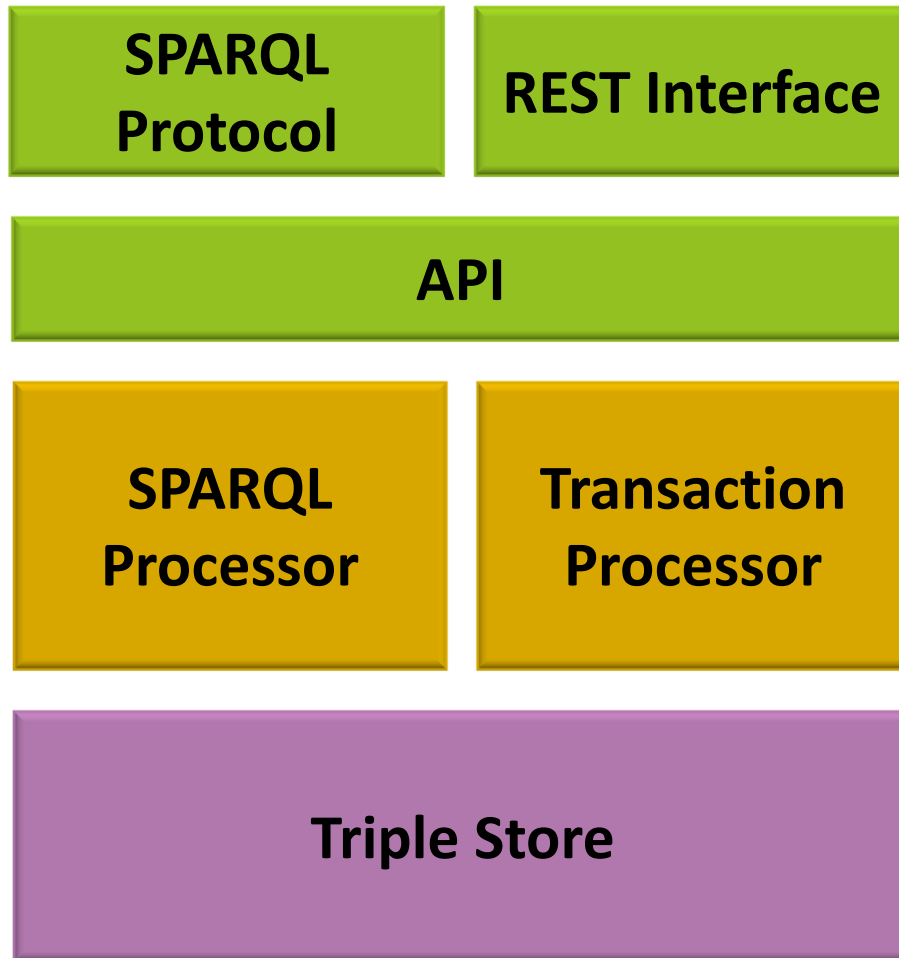 SPARQL
Protocol
REST Interface
API
SPARQL
Processor
Transaction
Processor
Triple Store